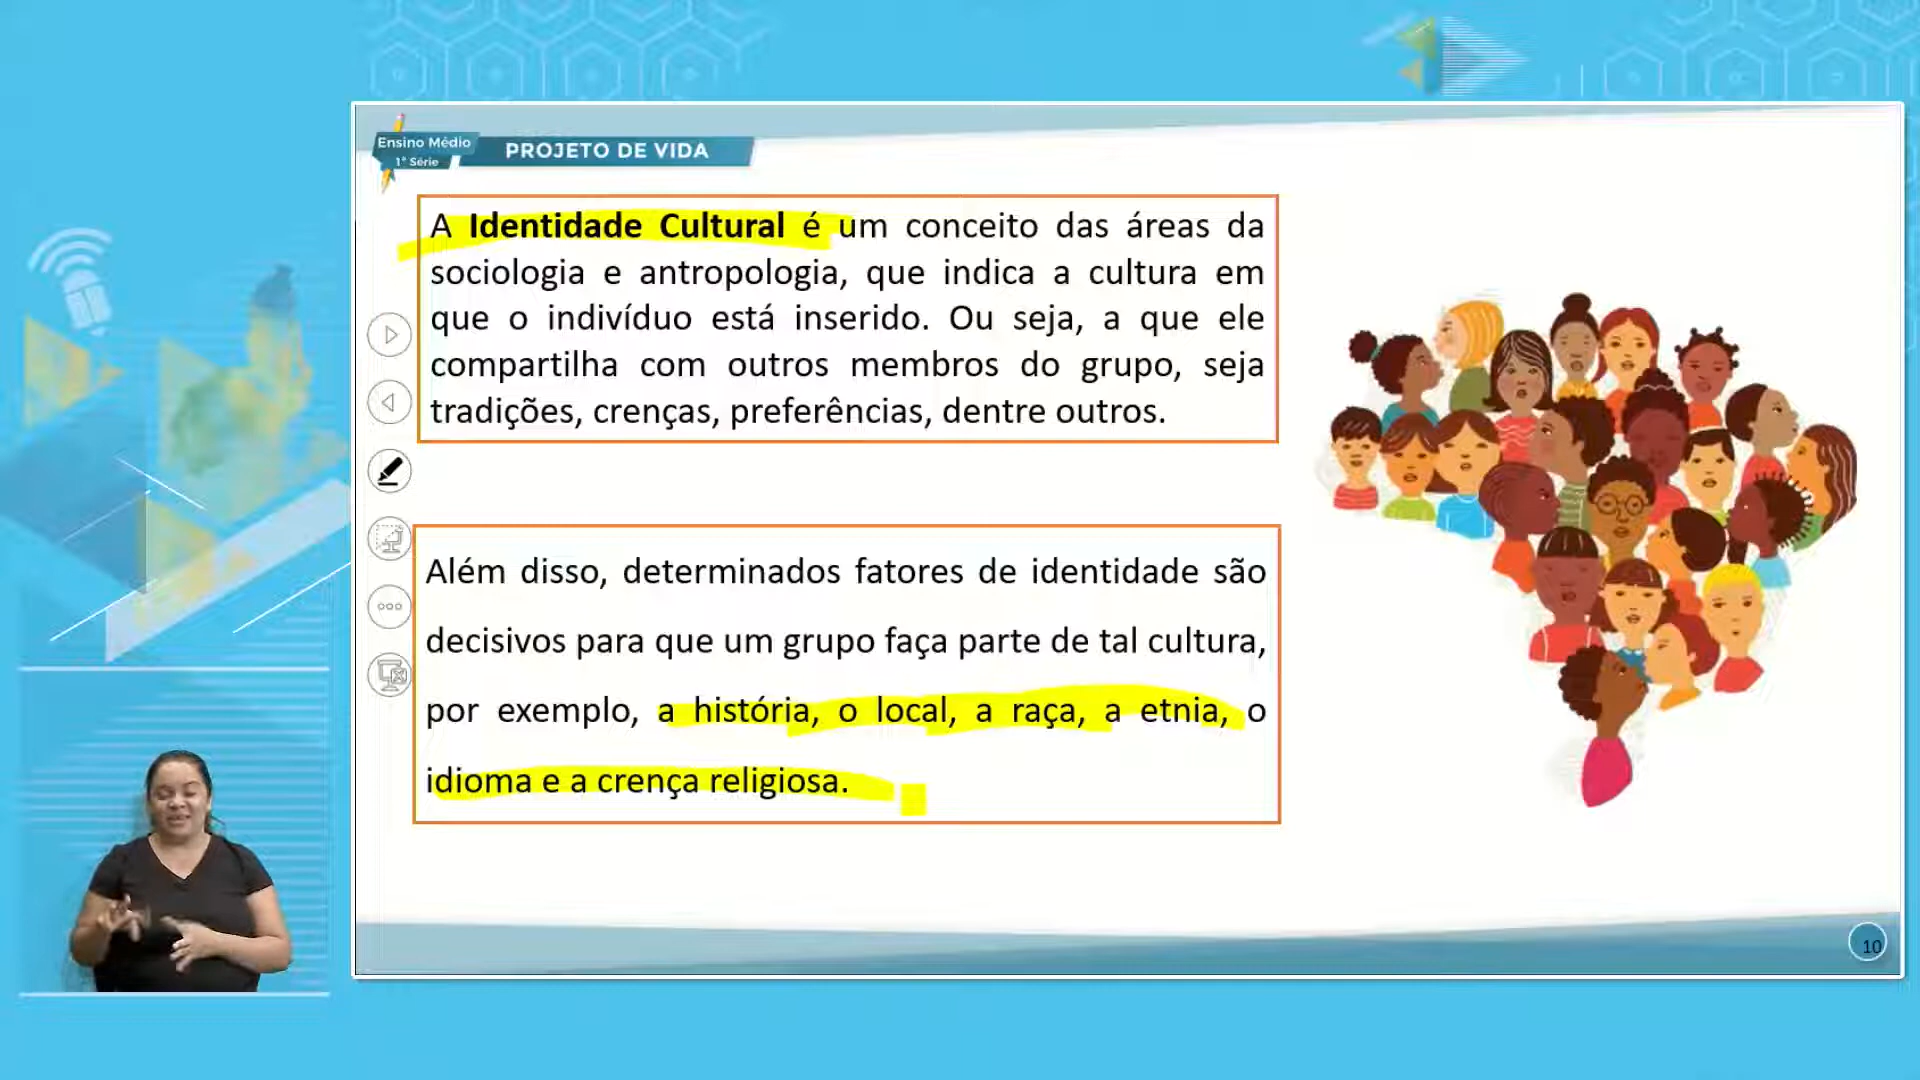 Ensino Médio
1ª Série
PROJETO DE VIDA
A Identidade Cultural é um conceito das áreas da
sociologia e antropologia, que indica a cultura em
que o indivíduo está inserido. Ou seja, a que ele
compartilha com outros membros do grupo, seja
tradições, crenças, preferências, dentre outros.
Além disso, determinados fatores de identidade são
decisivos para que um grupo faça parte de tal cultura,
por exemplo, a história, o local, a raça, a etnia, o
idioma e a crença religiosa.
10